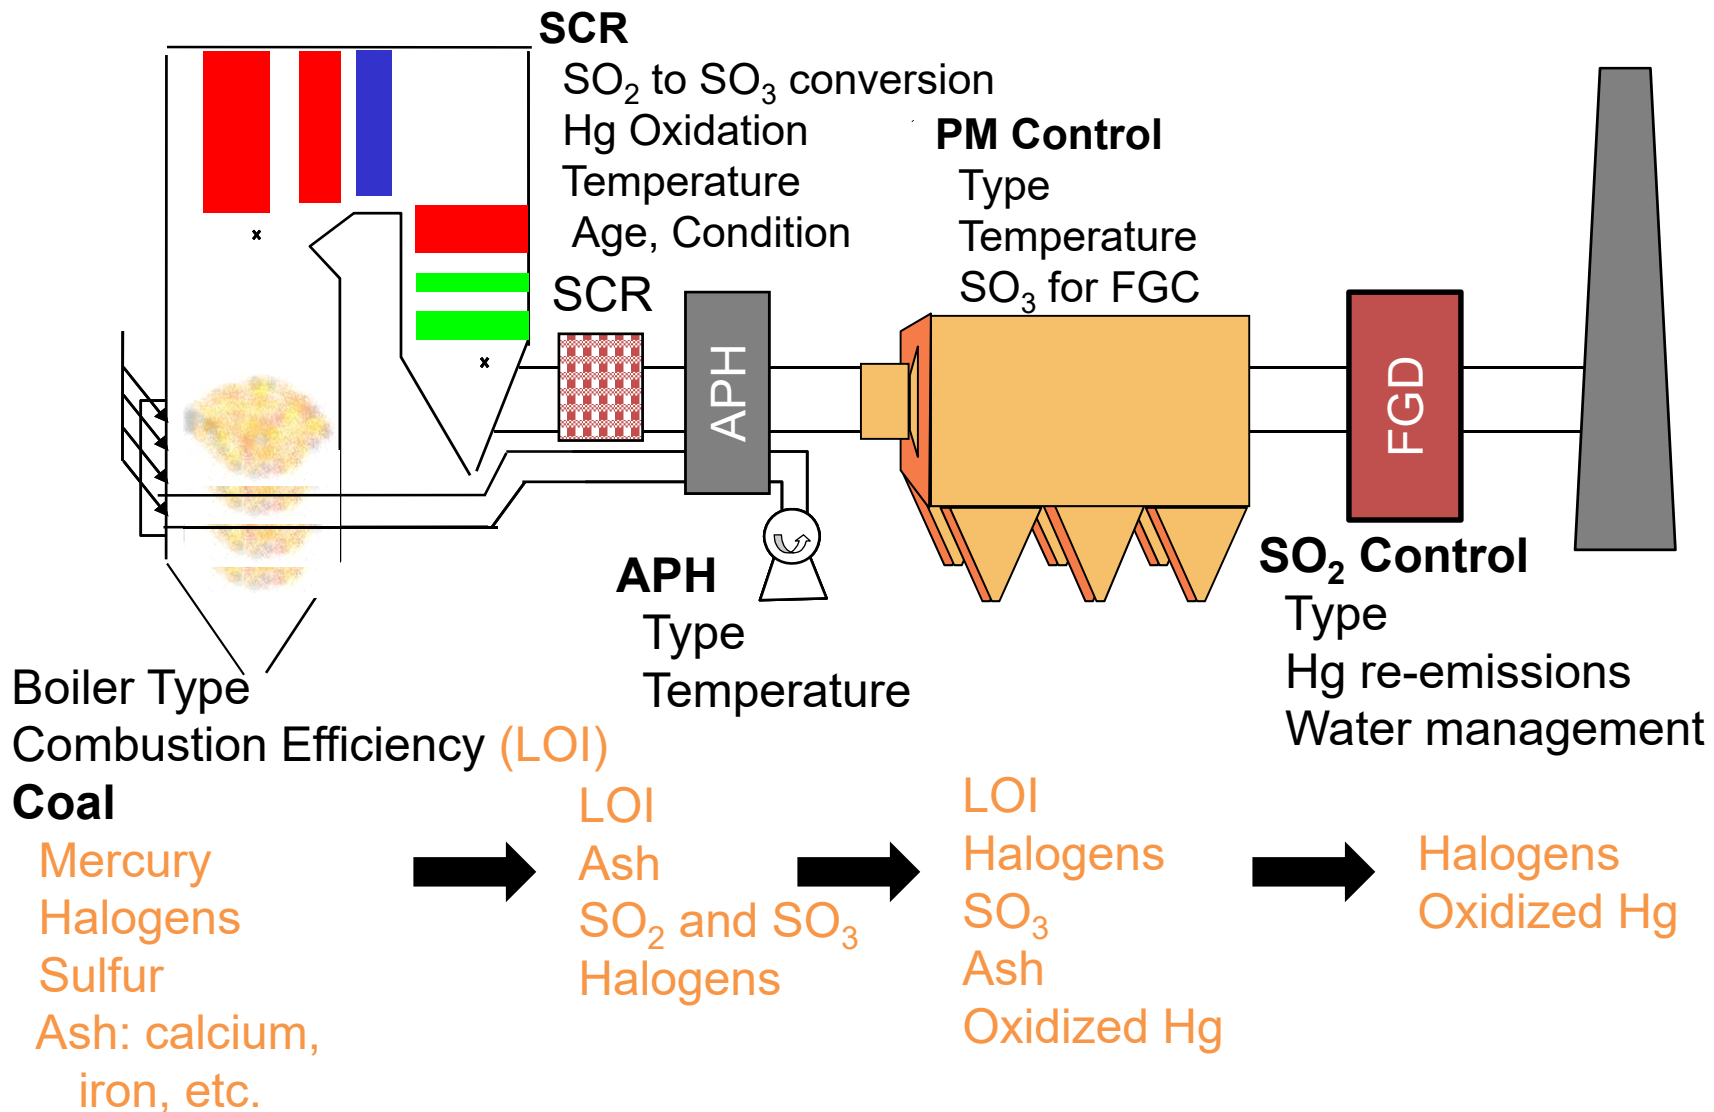 SCR
SO₂ to SO₃ conversion
Hg Oxidation
Temperature
Age, Condition
PM Control
Type
Temperature
SO₃ for FGC
SCR
APH
FGD
APH
Type
Temperature
SO₂ Control
Type
Hg re-emissions
Water management
Boiler Type
Combustion Efficiency (LOI)
Coal
Mercury
Halogens
Sulfur
Ash: calcium,
iron, etc.
LOI
Ash
SO₂ and SO₃
Halogens
LOI
Halogens
SO₃
Ash
Oxidized Hg
Halogens
Oxidized Hg